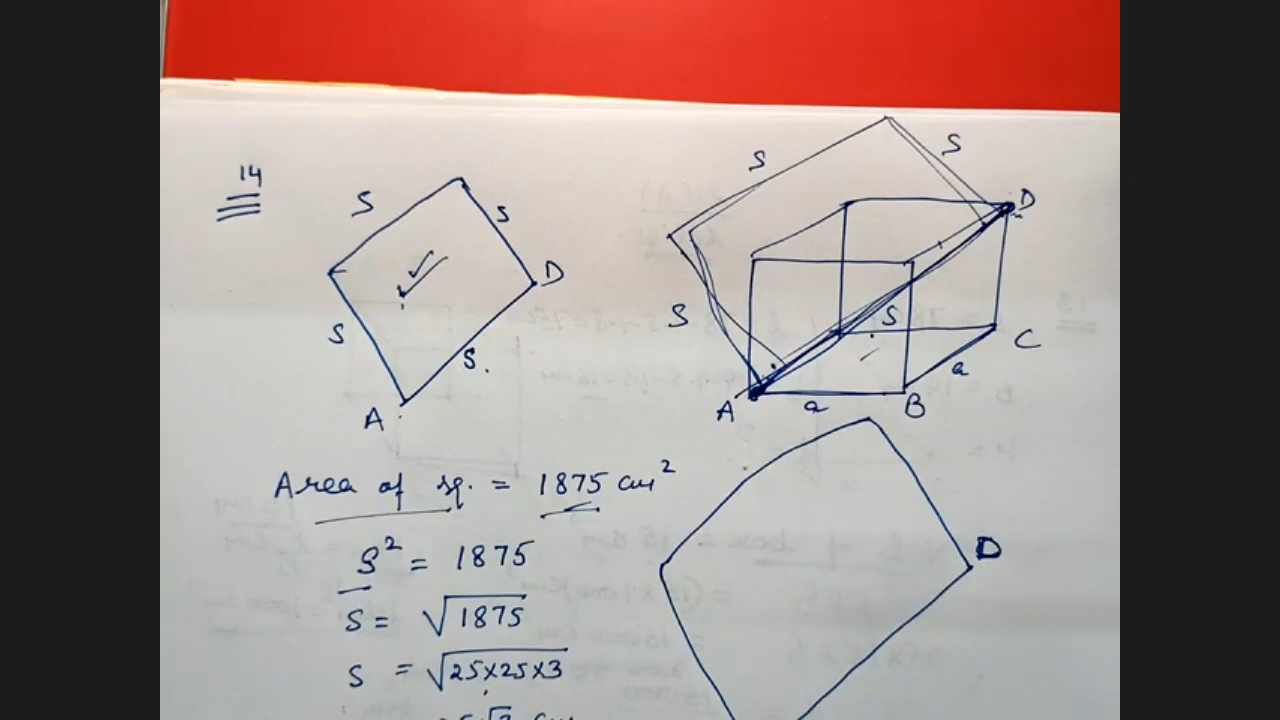 14
S
S
D
S
S.
A
S
S
D
S
S
C
a
A
a
B
Area of sq. = 1875 cm²
S² = 1875
S = √1875
S = √25×25×3
D